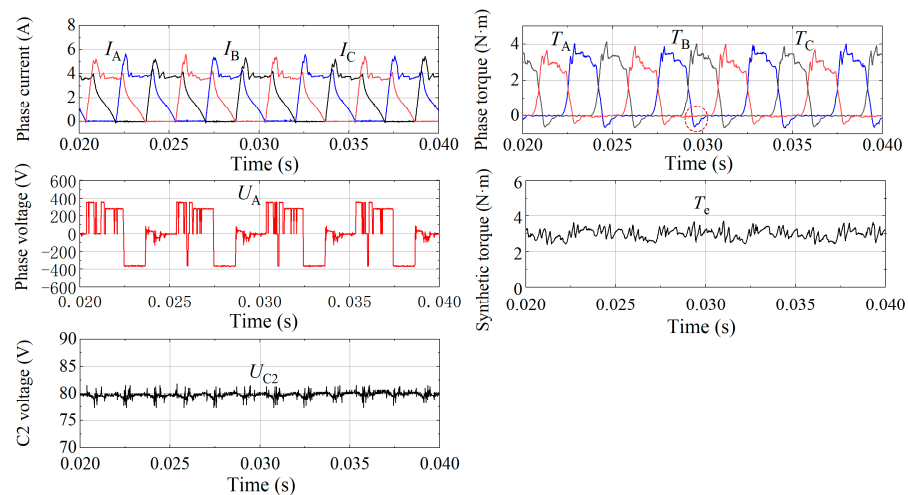 Phase current (A)
8
6
4
2
0
I_A
I_B
I_C
0.020
0.025
0.030
0.035
0.040
Time (s)
Phase voltage (V)
600
400
200
0
−200
−400
−600
U_A
0.020
0.025
0.030
0.035
0.040
Time (s)
C2 voltage (V)
90
85
80
75
70
U_C2
0.020
0.025
0.030
0.035
0.040
Time (s)
Phase torque (N·m)
4
2
0
T_A
T_B
T_C
0.020
0.025
0.030
0.035
0.040
Time (s)
Synthetic torque (N·m)
6
4
2
0
T_e
0.020
0.025
0.030
0.035
0.040
Time (s)